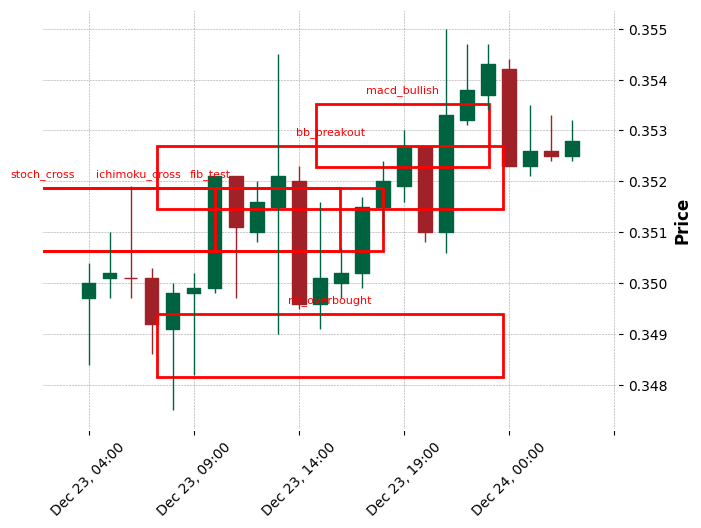 0.355
0.354
macd_bullish
0.353
bb_breakout
stoch_cross
ichimoku_cross
fib_test
0.352
0.351
Price
0.350
rsi_overbought
0.349
0.348
Dec 23, 04:00
Dec 23, 09:00
Dec 23, 14:00
Dec 23, 19:00
Dec 24, 00:00